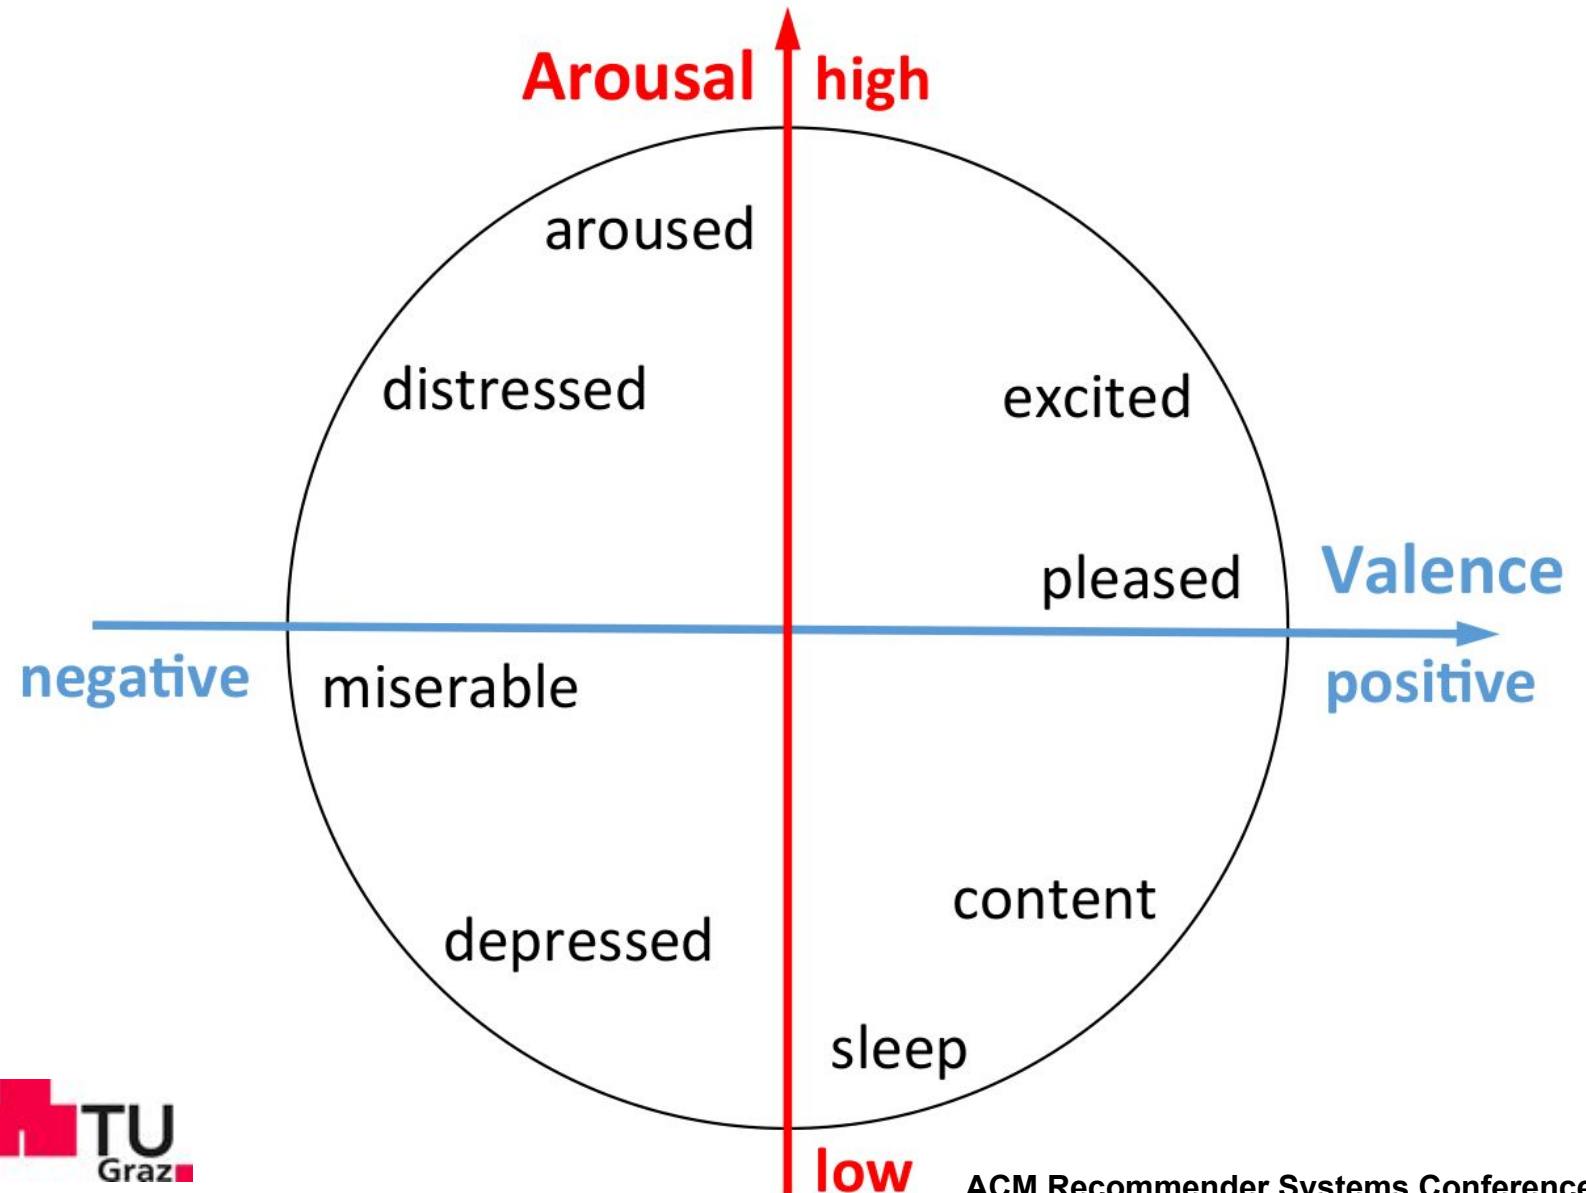 Arousal high
aroused
distressed
excited
pleased
Valence
negative
positive
miserable
content
depressed
sleep
TU
Graz
low
ACM Recommender Systems Conference